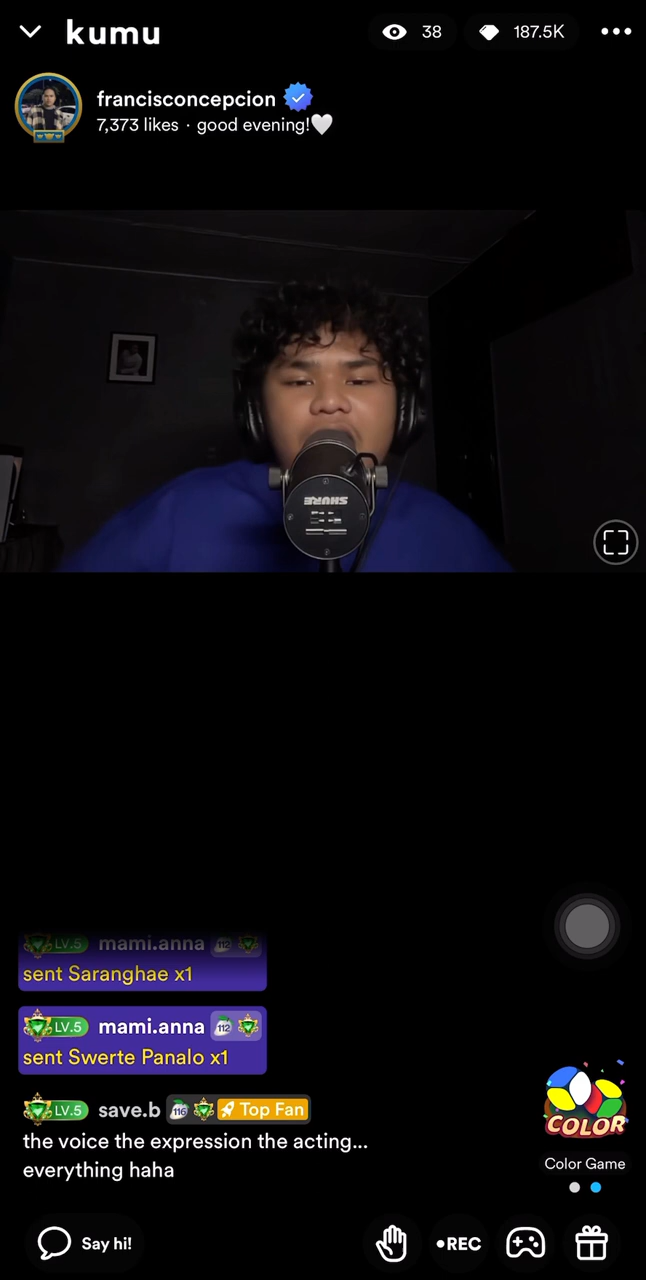 kumu
38
187.5K
francisconcepcion
7,373 likes · good evening!🤍
SHURE
LV.5 mami.anna 112
sent Saranghae x1
LV.5 mami.anna 112
sent Swerte Panalo x1
LV.5 save.b 116 Top Fan
the voice the expression the acting...
everything haha
COLOR
Color Game
Say hi!
•REC